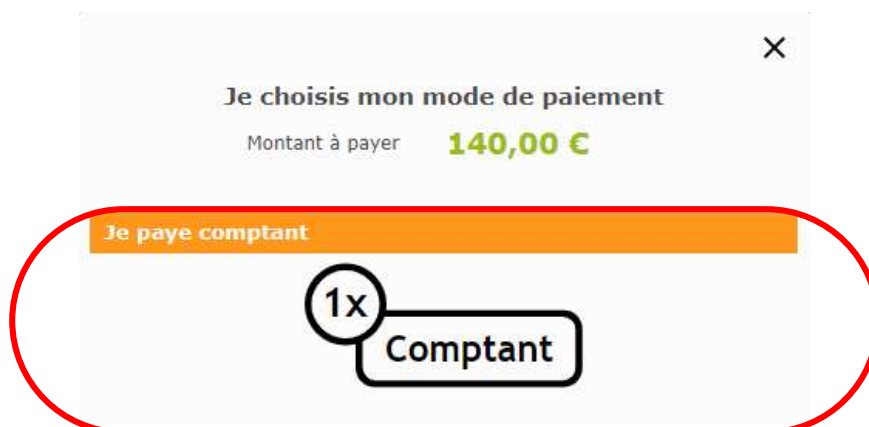 Je choisis mon mode de paiement
Montant à payer 140,00 €
Je paye comptant
1x
Comptant